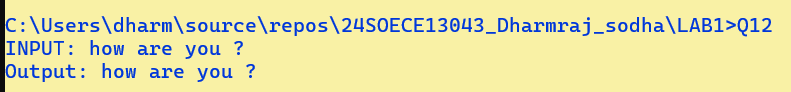 C:\Users\dharm\source\repos\24SOECE13043_Dharmraj_sodha\LAB1>Q12
INPUT: how are you ?
Output: how are you ?